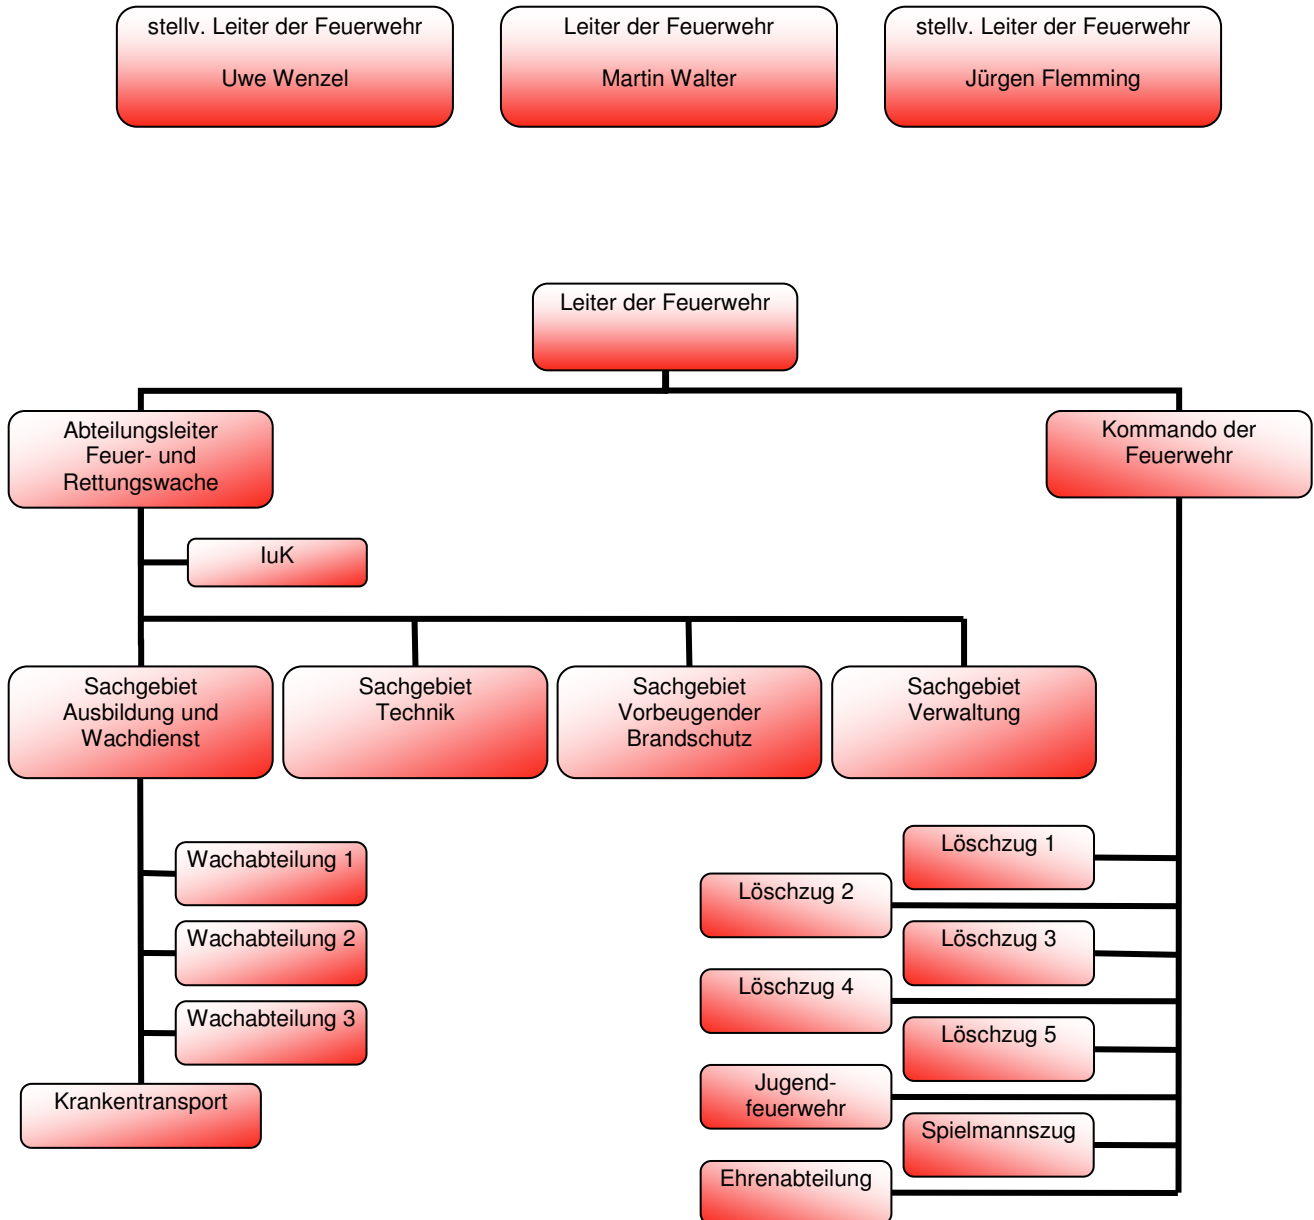 stellv. Leiter der Feuerwehr
Uwe Wenzel
Leiter der Feuerwehr
Martin Walter
stellv. Leiter der Feuerwehr
Jürgen Flemming
Leiter der Feuerwehr
Abteilungsleiter
Feuer- und
Rettungswache
Kommando der
Feuerwehr
IuK
Sachgebiet
Ausbildung und
Wachdienst
Sachgebiet
Technik
Sachgebiet
Vorbeugender
Brandschutz
Sachgebiet
Verwaltung
Wachabteilung 1
Wachabteilung 2
Wachabteilung 3
Krankentransport
Löschzug 1
Löschzug 2
Löschzug 3
Löschzug 4
Löschzug 5
Jugend-
feuerwehr
Spielmannszug
Ehrenabteilung